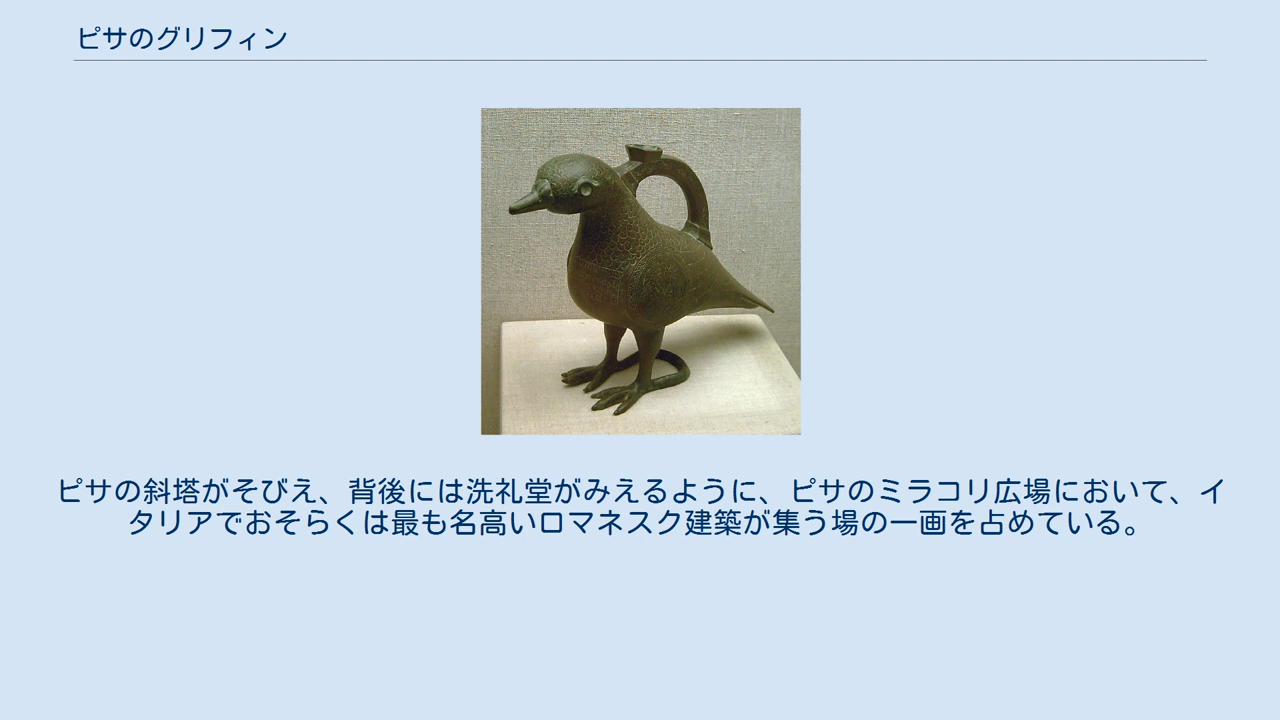 ピサのグリフィン
ピサの斜塔がそびえ、背後には洗礼堂がみえるように、ピサのミラコリ広場において、イ
タリアでおそらくは最も名高いロマネスク建築が集う場の一画を占めている。